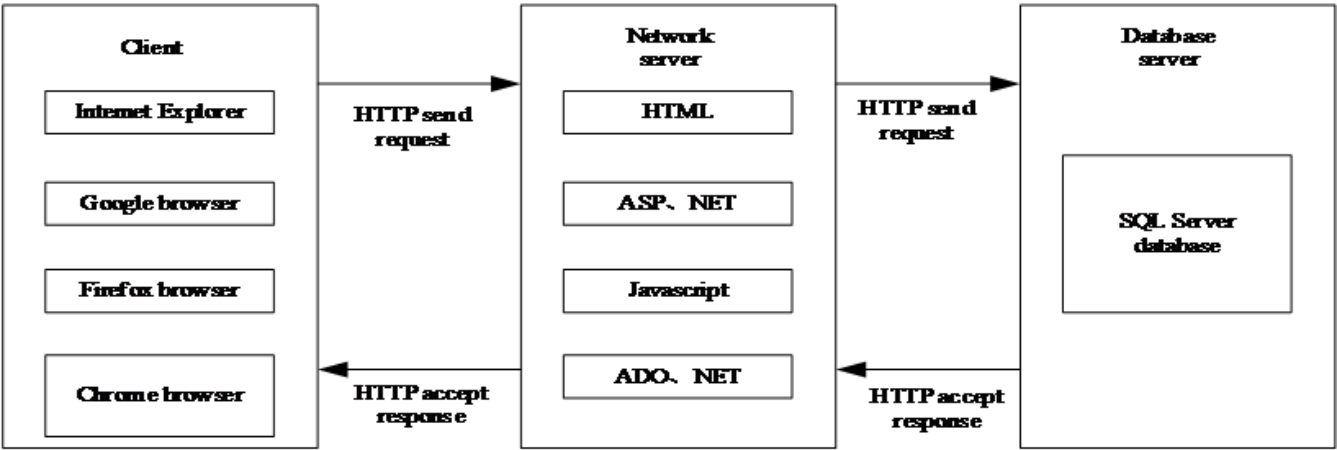 Client
Internet Explorer
Google browser
Firefox browser
Chrome browser
HTTP send
request
HTTP accept
response
Network
server
HTML
ASP、NET
Javascript
ADO、NET
HTTP send
request
HTTP accept
response
Database
server
SQL Server
database